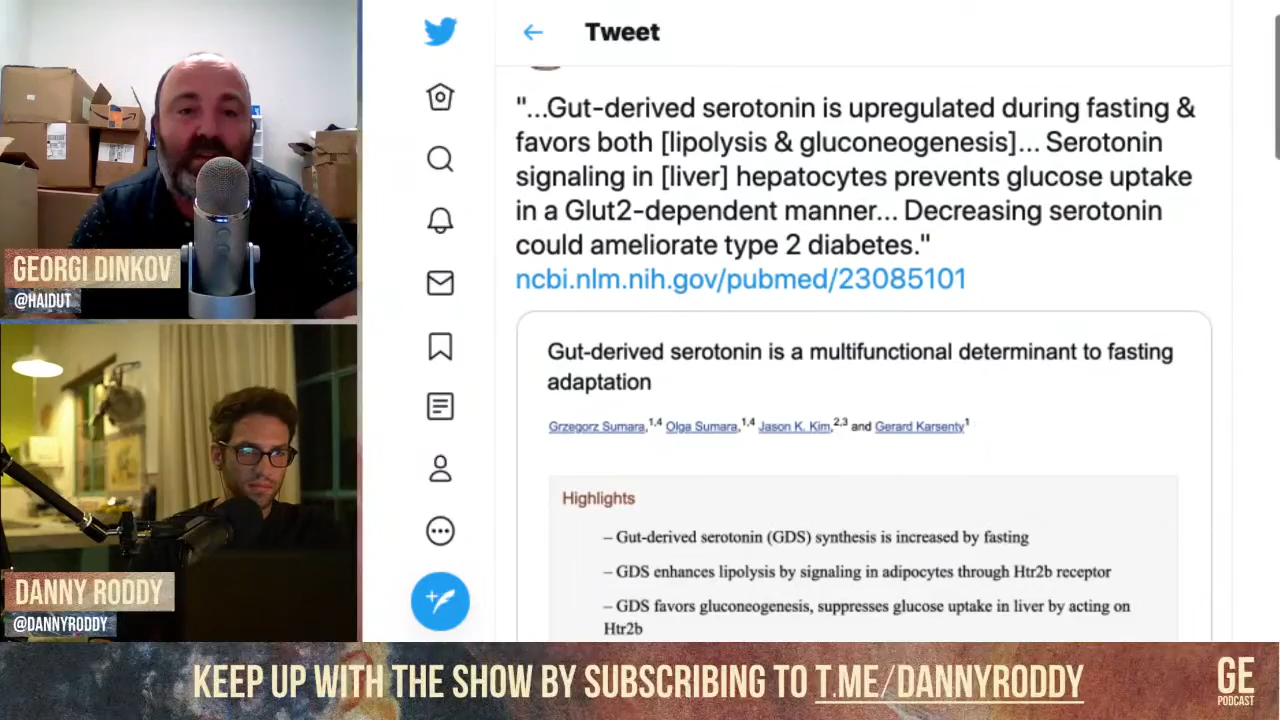 GEORGI DINKOV
@HAIDUT
DANNY RODDY
@DANNYRODDY
Tweet
"...Gut-derived serotonin is upregulated during fasting &
favors both [lipolysis & gluconeogenesis]... Serotonin
signaling in [liver] hepatocytes prevents glucose uptake
in a Glut2-dependent manner... Decreasing serotonin
could ameliorate type 2 diabetes."
ncbi.nlm.nih.gov/pubmed/23085101
Gut-derived serotonin is a multifunctional determinant to fasting
adaptation
Grzegorz Sumara,1,4 Olga Sumara,1,4 Jason K. Kim,2,3 and Gerard Karsenty1
Highlights
– Gut-derived serotonin (GDS) synthesis is increased by fasting
– GDS enhances lipolysis by signaling in adipocytes through Htr2b receptor
– GDS favors gluconeogenesis, suppresses glucose uptake in liver by acting on
Htr2b
KEEP UP WITH THE SHOW BY SUBSCRIBING TO T.ME/DANNYRODDY
GE
PODCAST